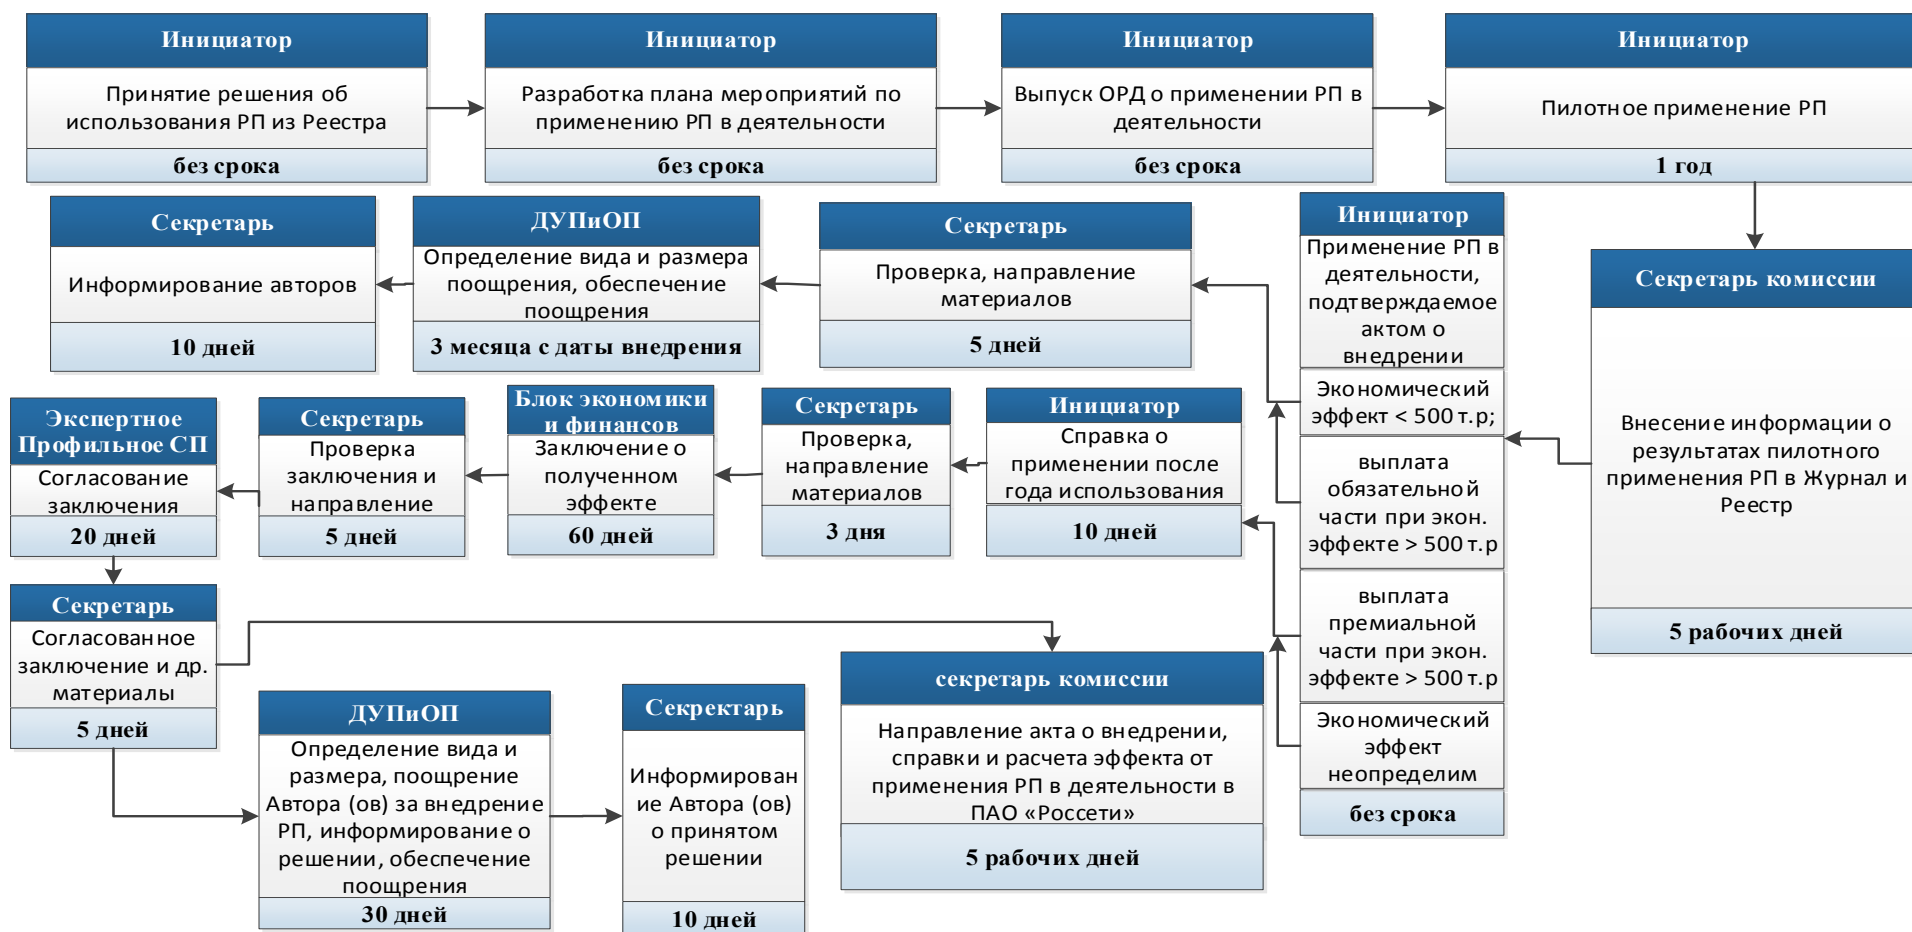 Инициатор
Принятие решения об
использования РП из Реестра
без срока
Инициатор
Разработка плана мероприятий по
применению РП в деятельности
без срока
Инициатор
Выпуск ОРД о применении РП в
деятельности
без срока
Инициатор
Пилотное применение РП
1 год
Секретарь
Информирование авторов
10 дней
ДУПиОП
Определение вида и размера
поощрения, обеспечение
поощрения
3 месяца с даты внедрения
Секретарь
Проверка, направление
материалов
5 дней
Инициатор
Применение РП в
деятельности,
подтверждаемое
актом о
внедрении
Экономический
эффект < 500 т.р;
выплата
обязательной
части при экон.
эффекте > 500 т.р
выплата
премиальной
части при экон.
эффекте > 500 т.р
Экономический
эффект
неопределим
без срока
Секретарь комиссии
Внесение информации о
результатах пилотного
применения РП в Журнал и
Реестр
5 рабочих дней
Экспертное
Профильное СП
Согласование
заключения
20 дней
Секретарь
Проверка
заключения и
направление
5 дней
Блок экономики
и финансов
Заключение о
полученном
эффекте
60 дней
Секретарь
Проверка,
направление
материалов
3 дня
Инициатор
Справка о
применении после
года использования
10 дней
Секретарь
Согласованное
заключение и др.
материалы
5 дней
ДУПиОП
Определение вида и
размера, поощрение
Автора (ов) за внедрение
РП, информирование о
решении, обеспечение
поощрения
30 дней
Секректарь
Информирован
ие Автора (ов)
о принятом
решении
10 дней
секретарь комиссии
Направление акта о внедрении,
справки и расчета эффекта от
применения РП в деятельности в
ПАО «Россети»
5 рабочих дней